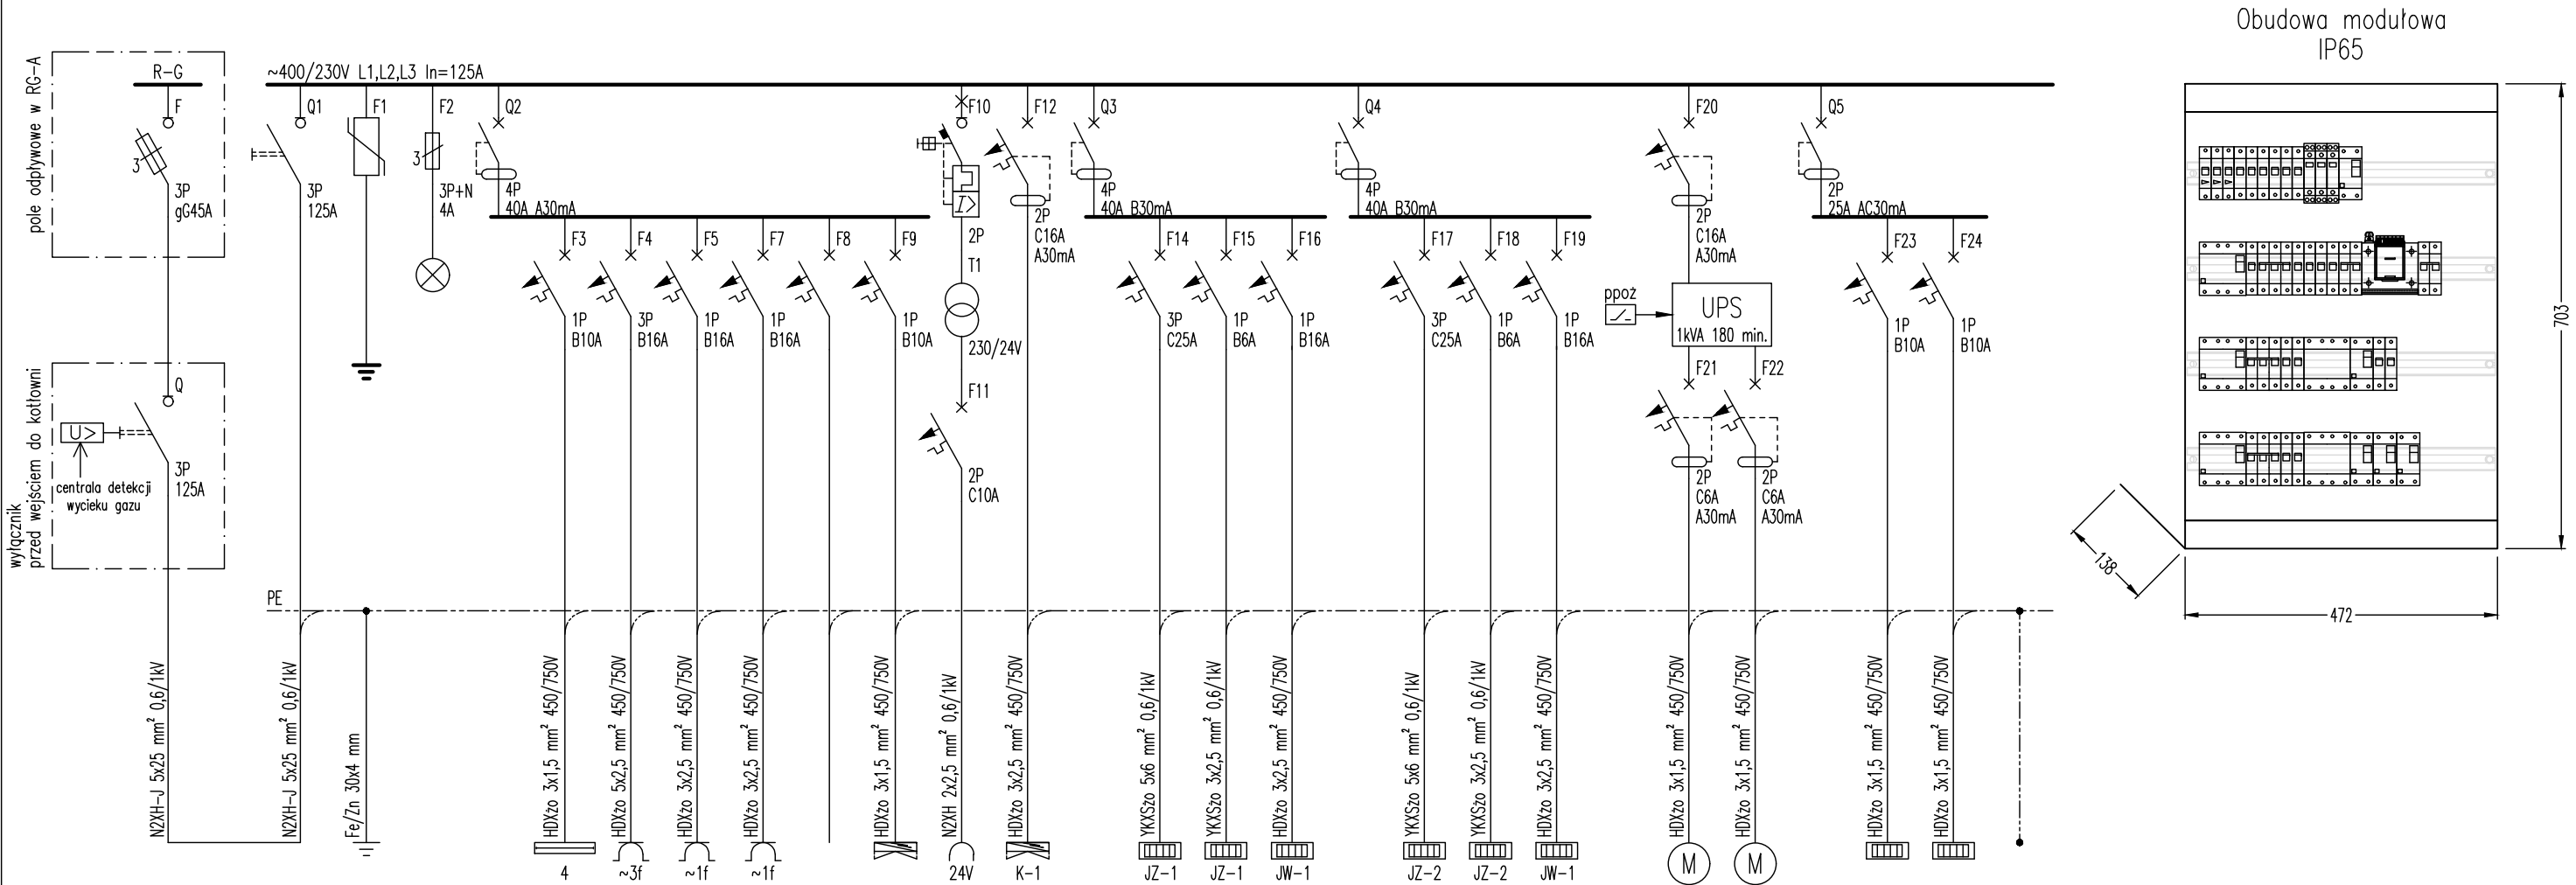 Obudowa modułowa
IP65
pole odpływowe w RG-A
R-G
F
3
3P
gG45A
wyłącznik
przed wejściem do kotłowni
Q
U>
centrala detekcji
wycieku gazu
3P
125A
N2XH-J 5x25 mm² 0,6/1kV
~400/230V L1,L2,L3 In=125A
Q1
3P
125A
N2XH-J 5x25 mm² 0,6/1kV
F1
Fe/Zn 30x4 mm
F2
3
3P+N
4A
Q2
4P
40A A30mA
F3
1P
B10A
HDXżo 3x1,5 mm² 450/750V
4
F4
3P
B16A
HDXżo 5x2,5 mm² 450/750V
~3f
F5
1P
B16A
HDXżo 3x2,5 mm² 450/750V
~1f
F7
1P
B16A
HDXżo 3x2,5 mm² 450/750V
~1f
F8
F9
1P
B10A
HDXżo 3x1,5 mm² 450/750V
F10
I>
2P
T1
230/24V
F11
2P
C10A
N2XH 2x2,5 mm² 0,6/1kV
24V
F12
2P
C16A
A30mA
HDXżo 3x2,5 mm² 450/750V
K-1
Q3
4P
40A B30mA
F14
3P
C25A
YKXSżo 5x6 mm² 0,6/1kV
JZ-1
F15
1P
B6A
YKXSżo 3x2,5 mm² 0,6/1kV
JZ-1
F16
1P
B16A
HDXżo 3x2,5 mm² 450/750V
JW-1
Q4
4P
40A B30mA
F17
3P
C25A
YKXSżo 5x6 mm² 0,6/1kV
JZ-2
F18
1P
B6A
YKXSżo 3x2,5 mm² 0,6/1kV
JZ-2
F19
1P
B16A
HDXżo 3x2,5 mm² 450/750V
JW-1
F20
2P
C16A
A30mA
ppoż
UPS
1kVA 180 min.
F21
2P
C6A
A30mA
HDXżo 3x1,5 mm² 450/750V
M
F22
2P
C6A
A30mA
HDXżo 3x1,5 mm² 450/750V
M
Q5
2P
25A AC30mA
F23
1P
B10A
HDXżo 3x1,5 mm² 450/750V
F24
1P
B10A
HDXżo 3x1,5 mm² 450/750V
PE
703
138
472